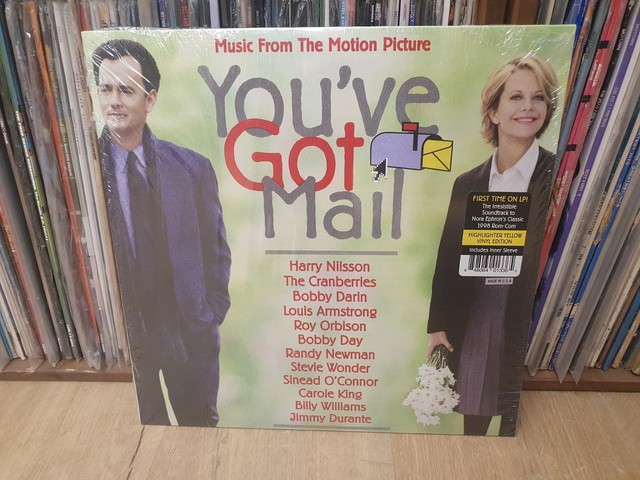 Music From The Motion Picture
You've
Got
Mail
FIRST TIME ON LP!
The Irresistible
Soundtrack to
Nora Ephron's Classic
1998 Rom-Com
HIGHLIGHTER YELLOW
VINYL EDITION
Includes Inner Sleeve
MADE IN U.S.A.
Harry Nilsson
The Cranberries
Bobby Darin
Louis Armstrong
Roy Orbison
Bobby Day
Randy Newman
Stevie Wonder
Sinead O'Connor
Carole King
Billy Williams
Jimmy Durante